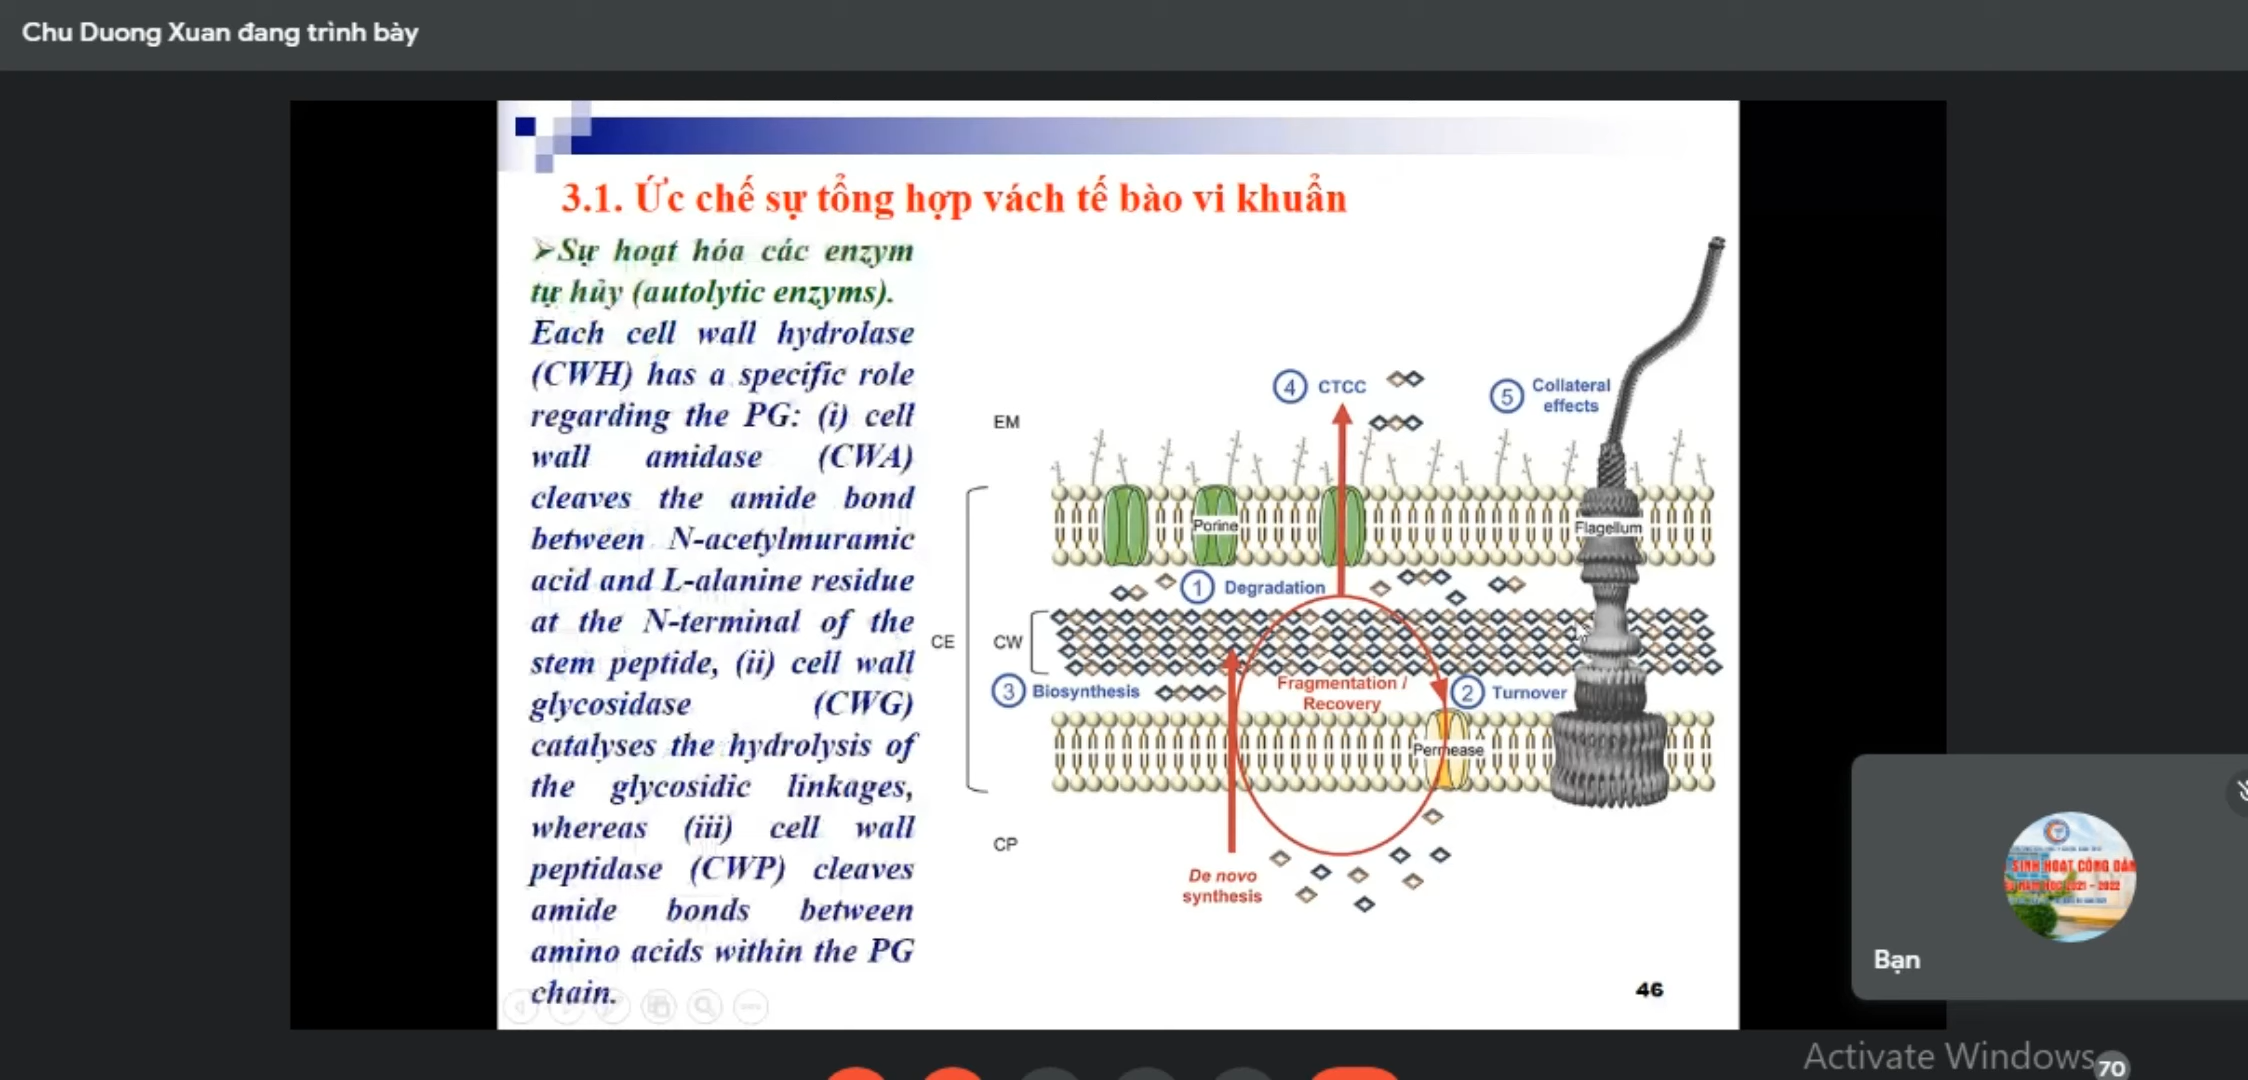 Chu Duong Xuan đang trình bày
3.1. Ức chế sự tổng hợp vách tế bào vi khuẩn
➢Sự hoạt hóa các enzym
tự hủy (autolytic enzyms).
Each cell wall hydrolase
(CWH) has a specific role
regarding the PG: (i) cell
wall amidase (CWA)
cleaves the amide bond
between N-acetylmuramic
acid and L-alanine residue
at the N-terminal of the
stem peptide, (ii) cell wall
glycosidase (CWG)
catalyses the hydrolysis of
the glycosidic linkages,
whereas (iii) cell wall
peptidase (CWP) cleaves
amide bonds between
amino acids within the PG
chain.
4 CTCC
5 Collateral
effects
EM
Porine
Flagellum
1 Degradation
CE
CW
3 Biosynthesis
Fragmentation /
Recovery
2 Turnover
Permease
CP
De novo
synthesis
46
SINH HOẠT CÔNG DÂN
2021 - 2022
Bạn
Activate Windows
70